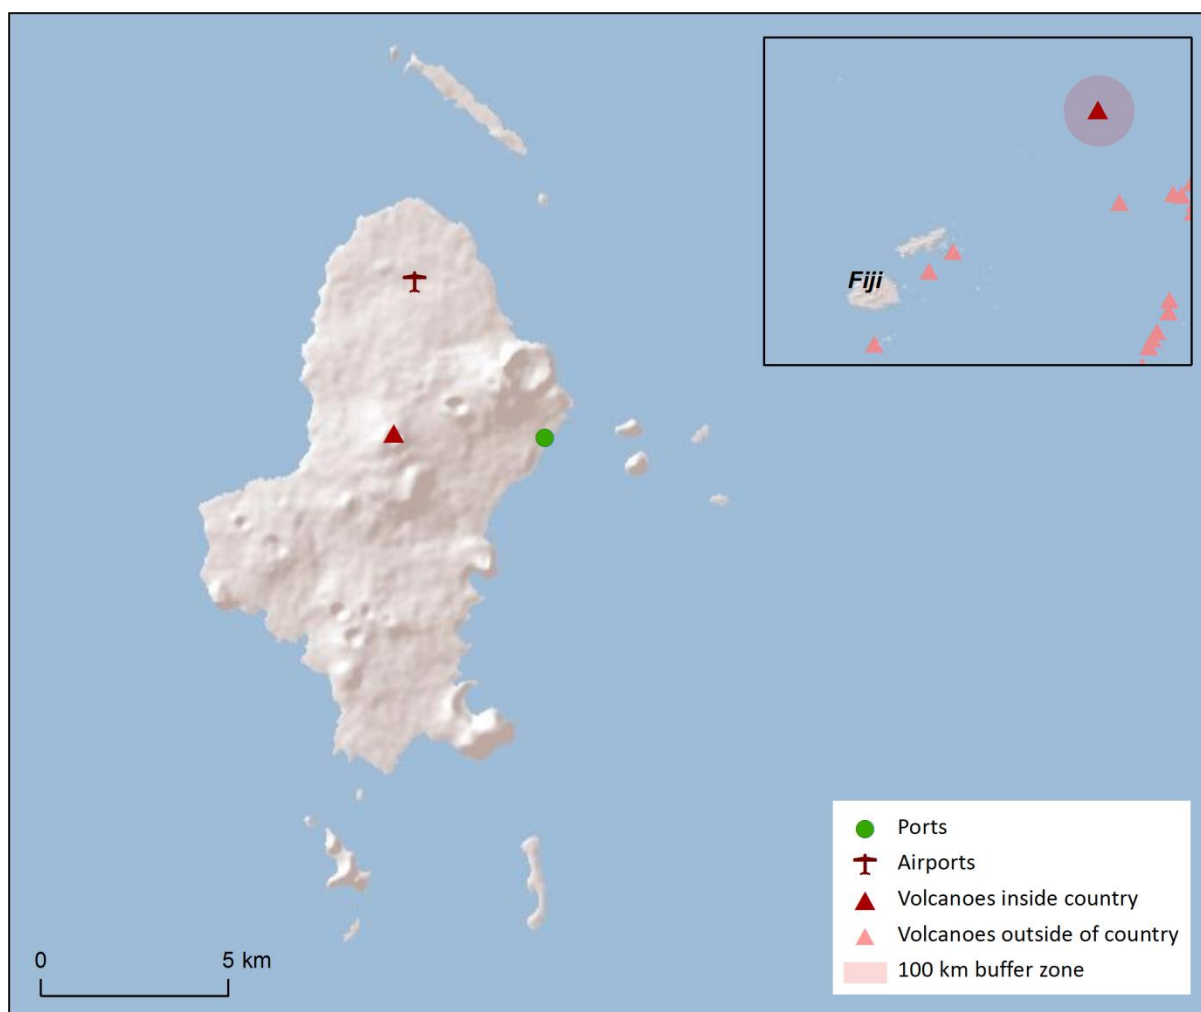 Fiji
Ports
Airports
Volcanoes inside country
Volcanoes outside of country
100 km buffer zone
0 5 km